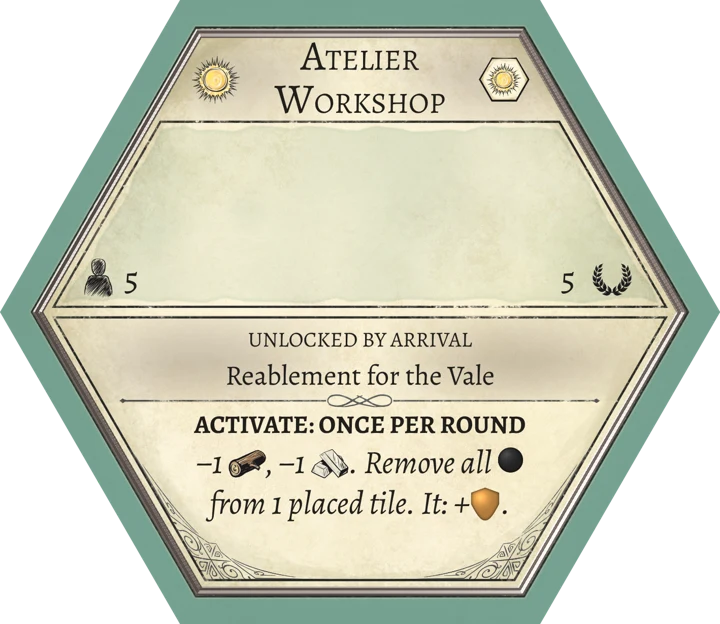 ATELIER
WORKSHOP
5 5
UNLOCKED BY ARRIVAL
Reablement for the Vale
ACTIVATE: ONCE PER ROUND
−1 , −1 . Remove all
from 1 placed tile. It: + .